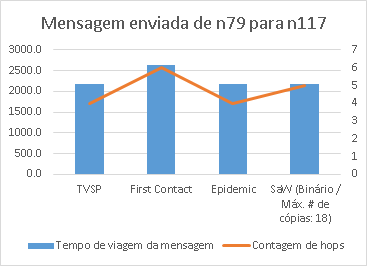 Mensagem enviada de n79 para n117
3000.0
2500.0
2000.0
1500.0
1000.0
500.0
0.0
7
6
5
4
3
2
1
0
TVSP
First Contact
Epidemic
SaW (Binário /
Máx. # de
cópias: 18)
Tempo de viagem da mensagem
Contagem de hops